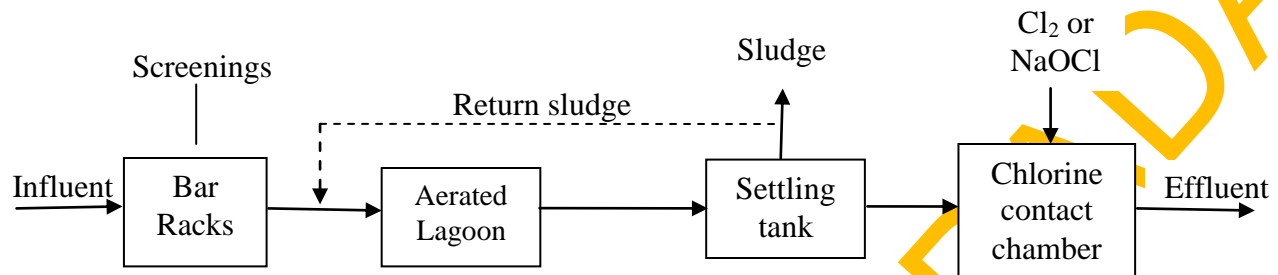 Screenings
Return sludge
Sludge
Cl₂ or
NaOCl
Influent
Bar
Racks
Aerated
Lagoon
Settling
tank
Chlorine
contact
chamber
Effluent